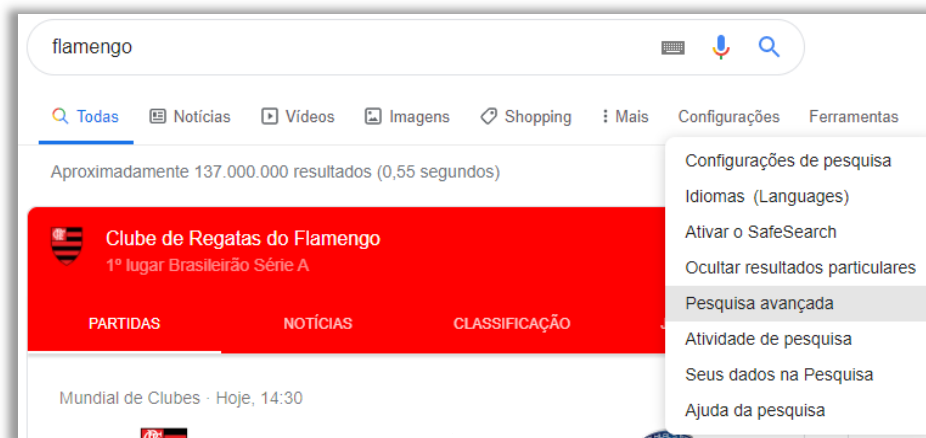 flamengo
Todas Notícias Vídeos Imagens Shopping Mais Configurações Ferramentas
Aproximadamente 137.000.000 resultados (0,55 segundos)
Configurações de pesquisa
Idiomas (Languages)
Ativar o SafeSearch
Ocultar resultados particulares
Pesquisa avançada
Atividade de pesquisa
Seus dados na Pesquisa
Ajuda da pesquisa
Clube de Regatas do Flamengo
1º lugar Brasileirão Série A
PARTIDAS NOTÍCIAS CLASSIFICAÇÃO
Mundial de Clubes · Hoje, 14:30